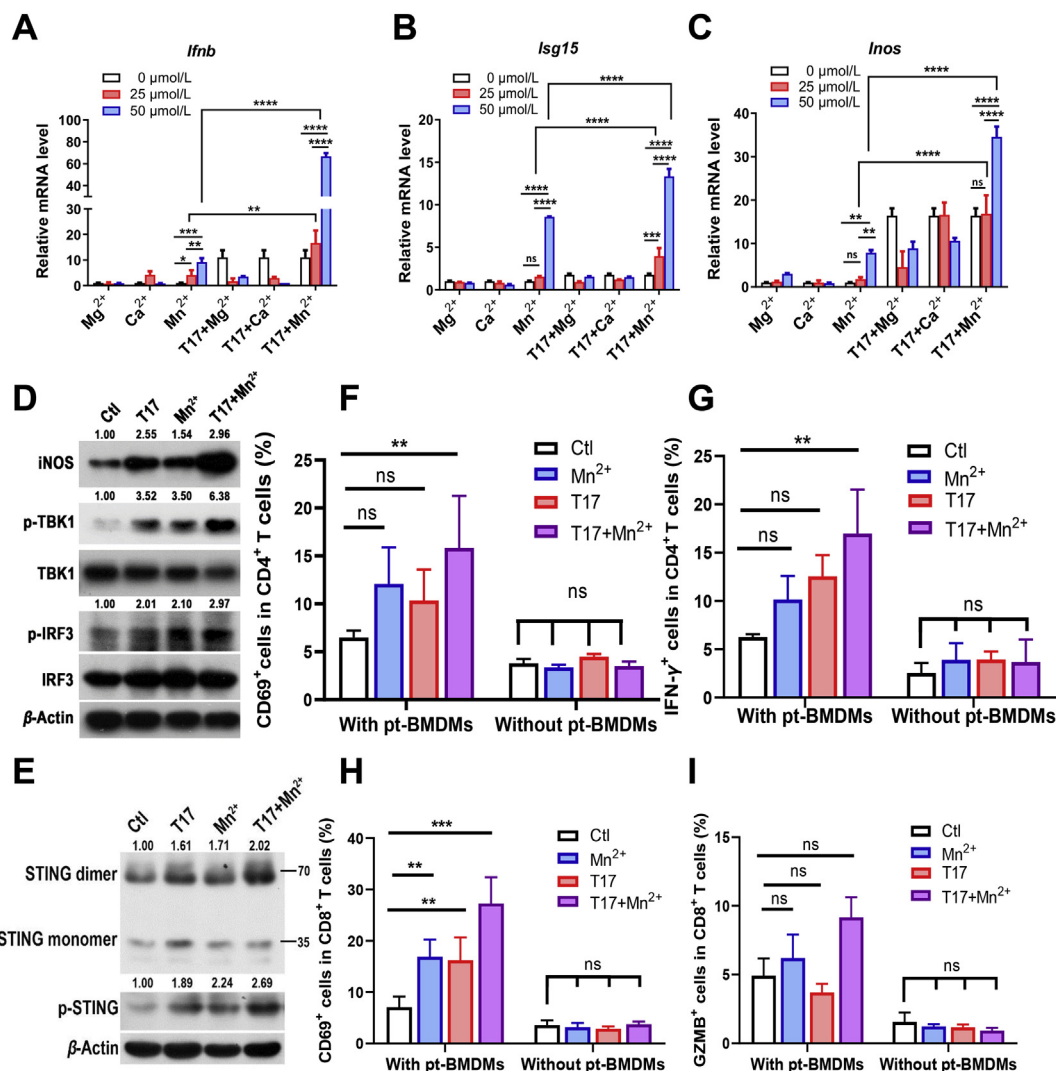 A
Ifnb
0 μmol/L
25 μmol/L
50 μmol/L
Relative mRNA level
100
80
60
40
20
10
0
****
****
****
**
***
**
*
Mg²⁺
Ca²⁺
Mn²⁺
T17+Mg²⁺
T17+Ca²⁺
T17+Mn²⁺
B
Isg15
0 μmol/L
25 μmol/L
50 μmol/L
Relative mRNA level
15
10
5
0
****
****
****
****
****
****
***
ns
Mg²⁺
Ca²⁺
Mn²⁺
T17+Mg²⁺
T17+Ca²⁺
T17+Mn²⁺
C
Inos
0 μmol/L
25 μmol/L
50 μmol/L
Relative mRNA level
40
30
20
10
0
****
****
****
****
ns
**
**
ns
Mg²⁺
Ca²⁺
Mn²⁺
T17+Mg²⁺
T17+Ca²⁺
T17+Mn²⁺
D
Ctl T17 Mn²⁺ T17+Mn²⁺
1.00 2.55 1.54 2.96
iNOS
1.00 3.52 3.50 6.38
p-TBK1
TBK1
1.00 2.01 2.10 2.97
p-IRF3
IRF3
β-Actin
F
CD69⁺ cells in CD4⁺ T cells (%)
25
20
15
10
5
0
**
ns
ns
ns
Ctl
Mn²⁺
T17
T17+Mn²⁺
With pt-BMDMs
Without pt-BMDMs
G
IFN-γ⁺ cells in CD4⁺ T cells (%)
25
20
15
10
5
0
**
ns
ns
ns
Ctl
Mn²⁺
T17
T17+Mn²⁺
With pt-BMDMs
Without pt-BMDMs
E
Ctl T17 Mn²⁺ T17+Mn²⁺
1.00 1.61 1.71 2.02
STING dimer
70
STING monomer
35
1.00 1.89 2.24 2.69
p-STING
β-Actin
H
CD69⁺ cells in CD8⁺ T cells (%)
40
30
20
10
0
***
**
**
ns
Ctl
Mn²⁺
T17
T17+Mn²⁺
With pt-BMDMs
Without pt-BMDMs
I
GZMB⁺ cells in CD8⁺ T cells (%)
15
10
5
0
ns
ns
ns
ns
Ctl
Mn²⁺
T17
T17+Mn²⁺
With pt-BMDMs
Without pt-BMDMs